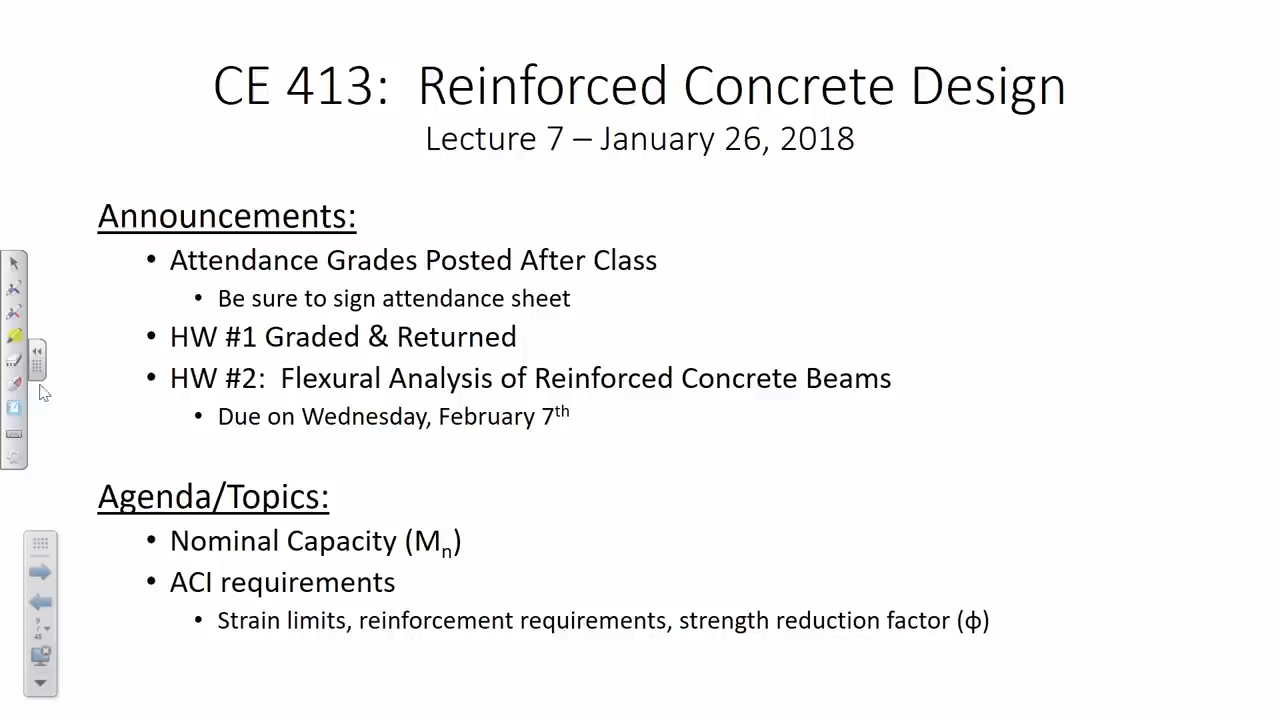 CE 413:  Reinforced Concrete Design
Lecture 7 – January 26, 2018
Announcements:
• Attendance Grades Posted After Class
• Be sure to sign attendance sheet
• HW #1 Graded & Returned
• HW #2:  Flexural Analysis of Reinforced Concrete Beams
• Due on Wednesday, February 7th
Agenda/Topics:
• Nominal Capacity (Mn)
• ACI requirements
• Strain limits, reinforcement requirements, strength reduction factor (ϕ)
9
/
48